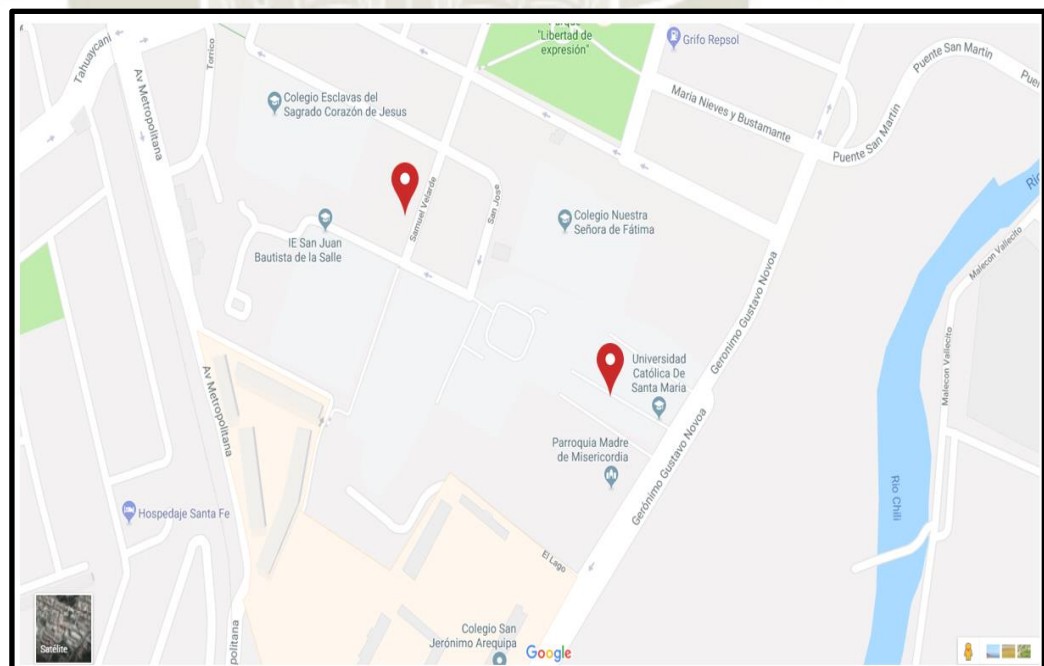 Parque
"Libertad de
expresión"
Grifo Repsol
Tahuaycani
Av Metropolitana
Torrico
Colegio Esclavas del
Sagrado Corazón de Jesus
Maria Nieves y Bustamante
Puente San Martin
Puente San Martin
Samuel Velarde
San Jose
Colegio Nuestra
Señora de Fátima
IE San Juan
Bautista de la Salle
Malecon Vallecito
Geronimo Gustavo Novoa
Malecon Vallecito
Av Metropolitana
Universidad
Católica De
Santa Maria
Gerónimo Gustavo Novoa
Parroquia Madre
de Misericordia
Rio Chili
Hospedaje Santa Fe
El Lago
Colegio San
Jerónimo Arequipa
Satélite
Google